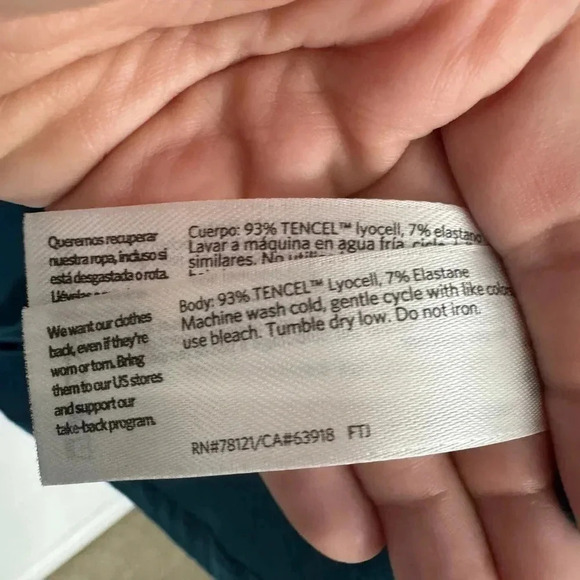 Queremos recuperar
nuestra ropa, incluso si
está desgastada o rota.
Cuerpo: 93% TENCEL™ lyocell, 7% elastano
Lavar a máquina en agua fría
similares. No
We want our clothes
back, even if they're
worn or torn. Bring
them to our US stores
and support our
take-back program.
Body: 93% TENCEL™ Lyocell, 7% Elastane
Machine wash cold, gentle cycle with like colors
use bleach. Tumble dry low. Do not iron.
RN#78121/CA#63918 FTJ